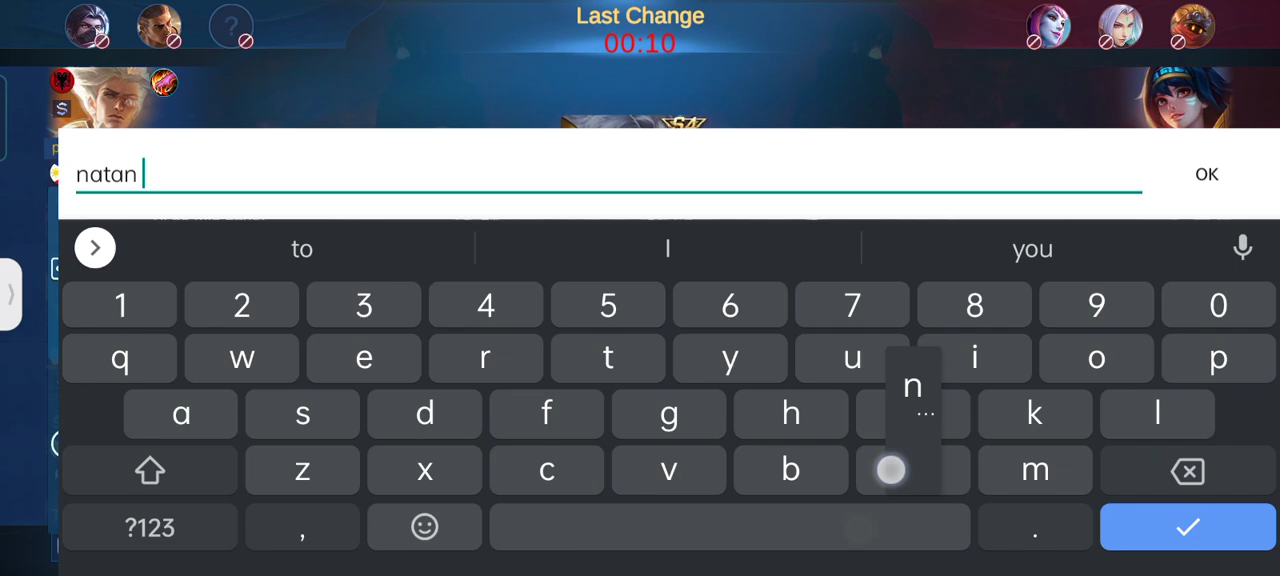 ?
Last Change
00:10
S
natan
OK
to
I
you
1 2 3 4 5 6 7 8 9 0
q w e r t y u i o p
n
...
a s d f g h k l
z x c v b m
?123 , .